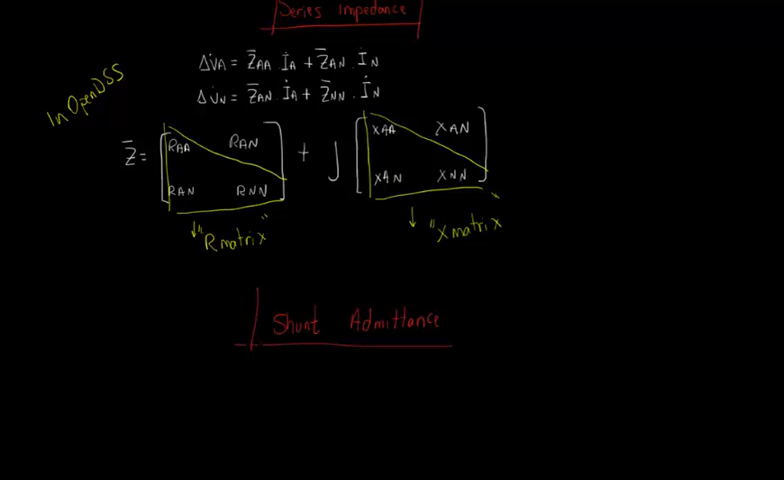 Series Impedance
ΔV̇A = Z̄AA . İA + Z̄AN . İN
ΔV̇N = Z̄AN . İA + Z̄NN . İN
In OpenDSS
Z̄ = [RAA RAN] + j [XAA XAN]
[RAN RNN] [XAN XNN]
↓ "Rmatrix" ↓ "Xmatrix"
Shunt Admittance